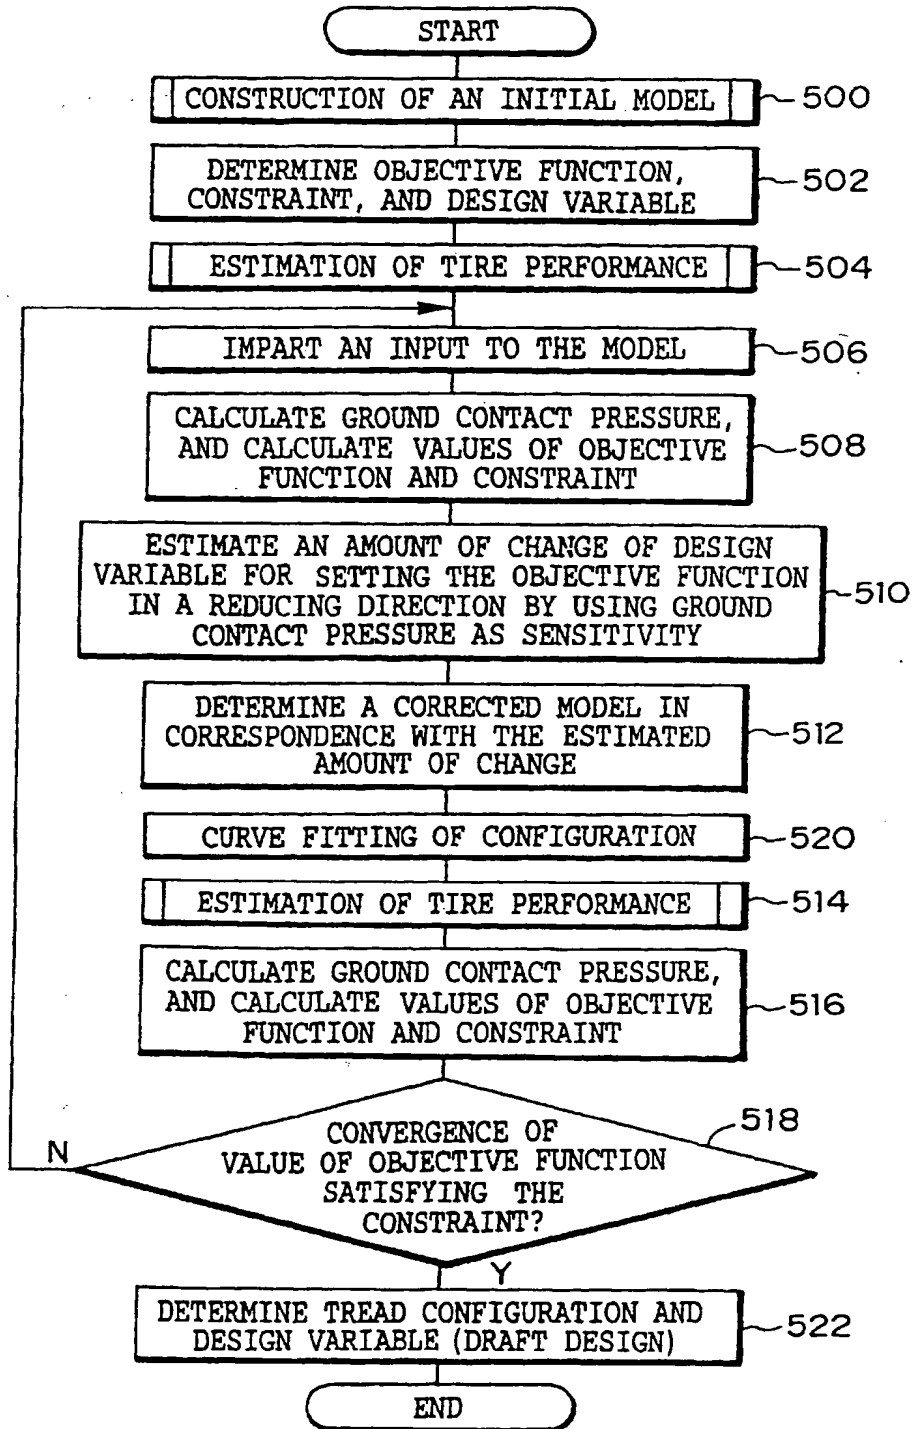 START
CONSTRUCTION OF AN INITIAL MODEL
500
DETERMINE OBJECTIVE FUNCTION,
CONSTRAINT, AND DESIGN VARIABLE
502
ESTIMATION OF TIRE PERFORMANCE
504
IMPART AN INPUT TO THE MODEL
506
CALCULATE GROUND CONTACT PRESSURE,
AND CALCULATE VALUES OF OBJECTIVE
FUNCTION AND CONSTRAINT
508
ESTIMATE AN AMOUNT OF CHANGE OF DESIGN
VARIABLE FOR SETTING THE OBJECTIVE FUNCTION
IN A REDUCING DIRECTION BY USING GROUND
CONTACT PRESSURE AS SENSITIVITY
510
DETERMINE A CORRECTED MODEL IN
CORRESPONDENCE WITH THE ESTIMATED
AMOUNT OF CHANGE
512
CURVE FITTING OF CONFIGURATION
520
ESTIMATION OF TIRE PERFORMANCE
514
CALCULATE GROUND CONTACT PRESSURE,
AND CALCULATE VALUES OF OBJECTIVE
FUNCTION AND CONSTRAINT
516
518
N
CONVERGENCE OF
VALUE OF OBJECTIVE FUNCTION
SATISFYING THE
CONSTRAINT?
Y
DETERMINE TREAD CONFIGURATION AND
DESIGN VARIABLE (DRAFT DESIGN)
522
END